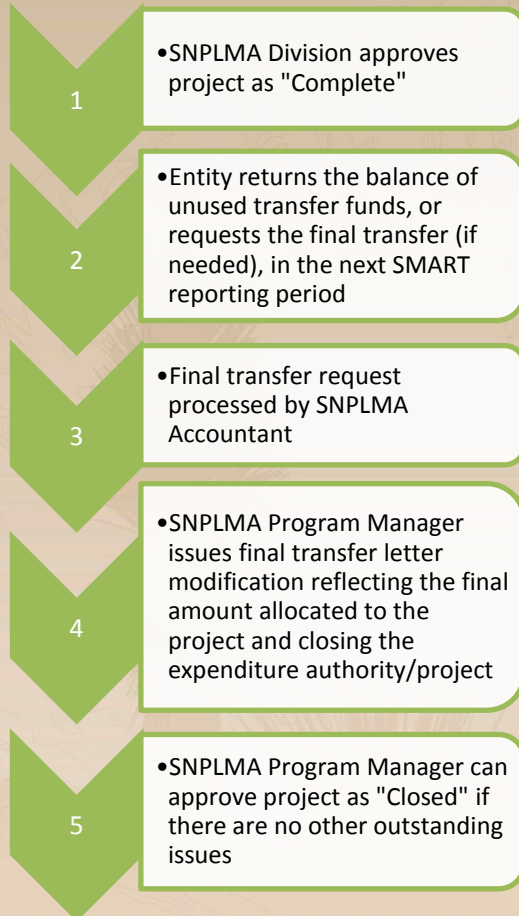 1
•SNPLMA Division approves
project as "Complete"
2
•Entity returns the balance of
unused transfer funds, or
requests the final transfer (if
needed), in the next SMART
reporting period
3
•Final transfer request
processed by SNPLMA
Accountant
4
•SNPLMA Program Manager
issues final transfer letter
modification reflecting the final
amount allocated to the
project and closing the
expenditure authority/project
5
•SNPLMA Program Manager can
approve project as "Closed" if
there are no other outstanding
issues